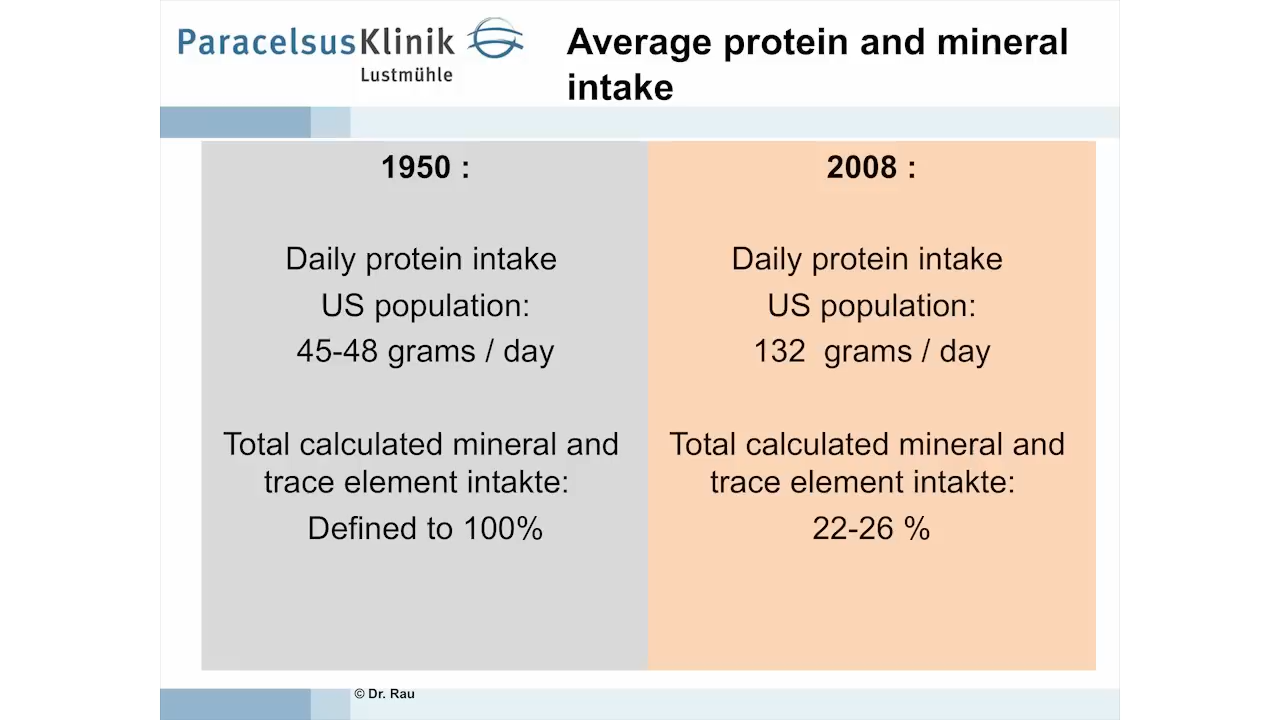 ParacelsusKlinik
Lustmühle
Average protein and mineral
intake
1950 :
Daily protein intake
US population:
45-48 grams / day
Total calculated mineral and
trace element intakte:
Defined to 100%
2008 :
Daily protein intake
US population:
132 grams / day
Total calculated mineral and
trace element intakte:
22-26 %
© Dr. Rau